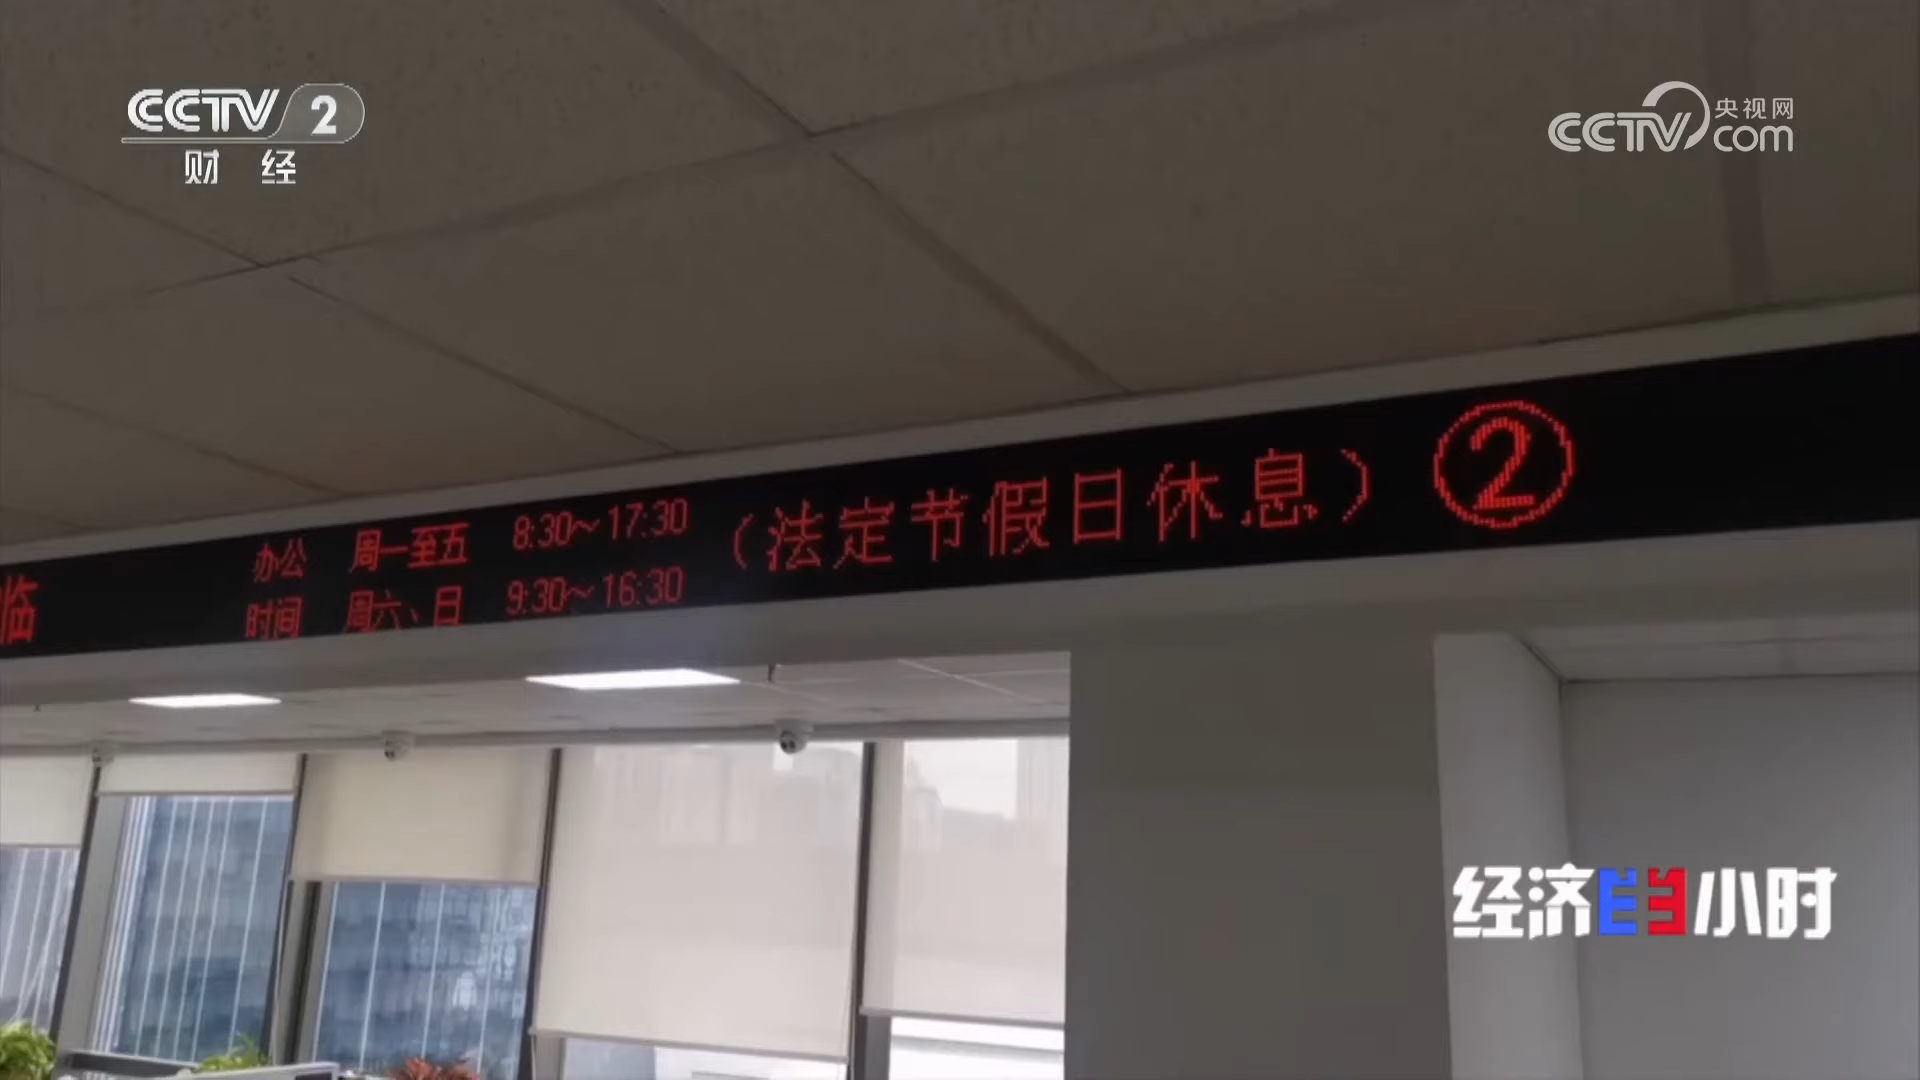 CCTV 2
财 经
央视网
CCTV com
临
办公 周一至五 8:30~17:30
时间 周六、日 9:30~16:30
（法定节假日休息）
②
经济半小时